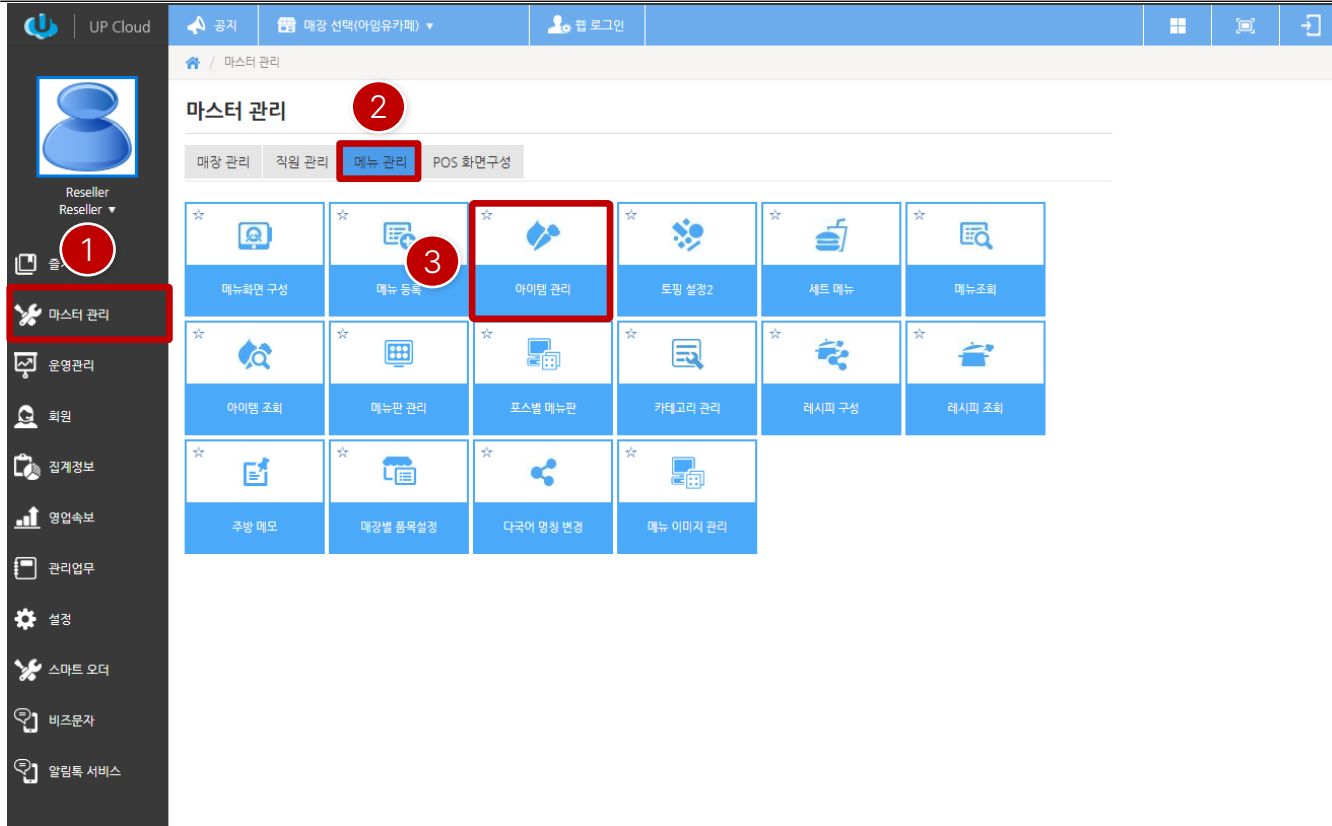 UP Cloud
공지
매장 선택(아임유카페) ▼
웹 로그인
/ 마스터 관리
마스터 관리
2
매장 관리
직원 관리
메뉴 관리
POS 화면구성
Reseller
Reseller ▼
1
마스터 관리
운영관리
회원
집계정보
영업속보
관리업무
설정
스마트 오더
비즈문자
알림톡 서비스
3
메뉴화면 구성
메뉴 등록
아이템 관리
토핑 설정2
세트 메뉴
메뉴조회
아이템 조회
메뉴판 관리
포스별 메뉴판
카테고리 관리
레시피 구성
레시피 조회
주방 메모
매장별 품목설정
다국어 명칭 변경
메뉴 이미지 관리